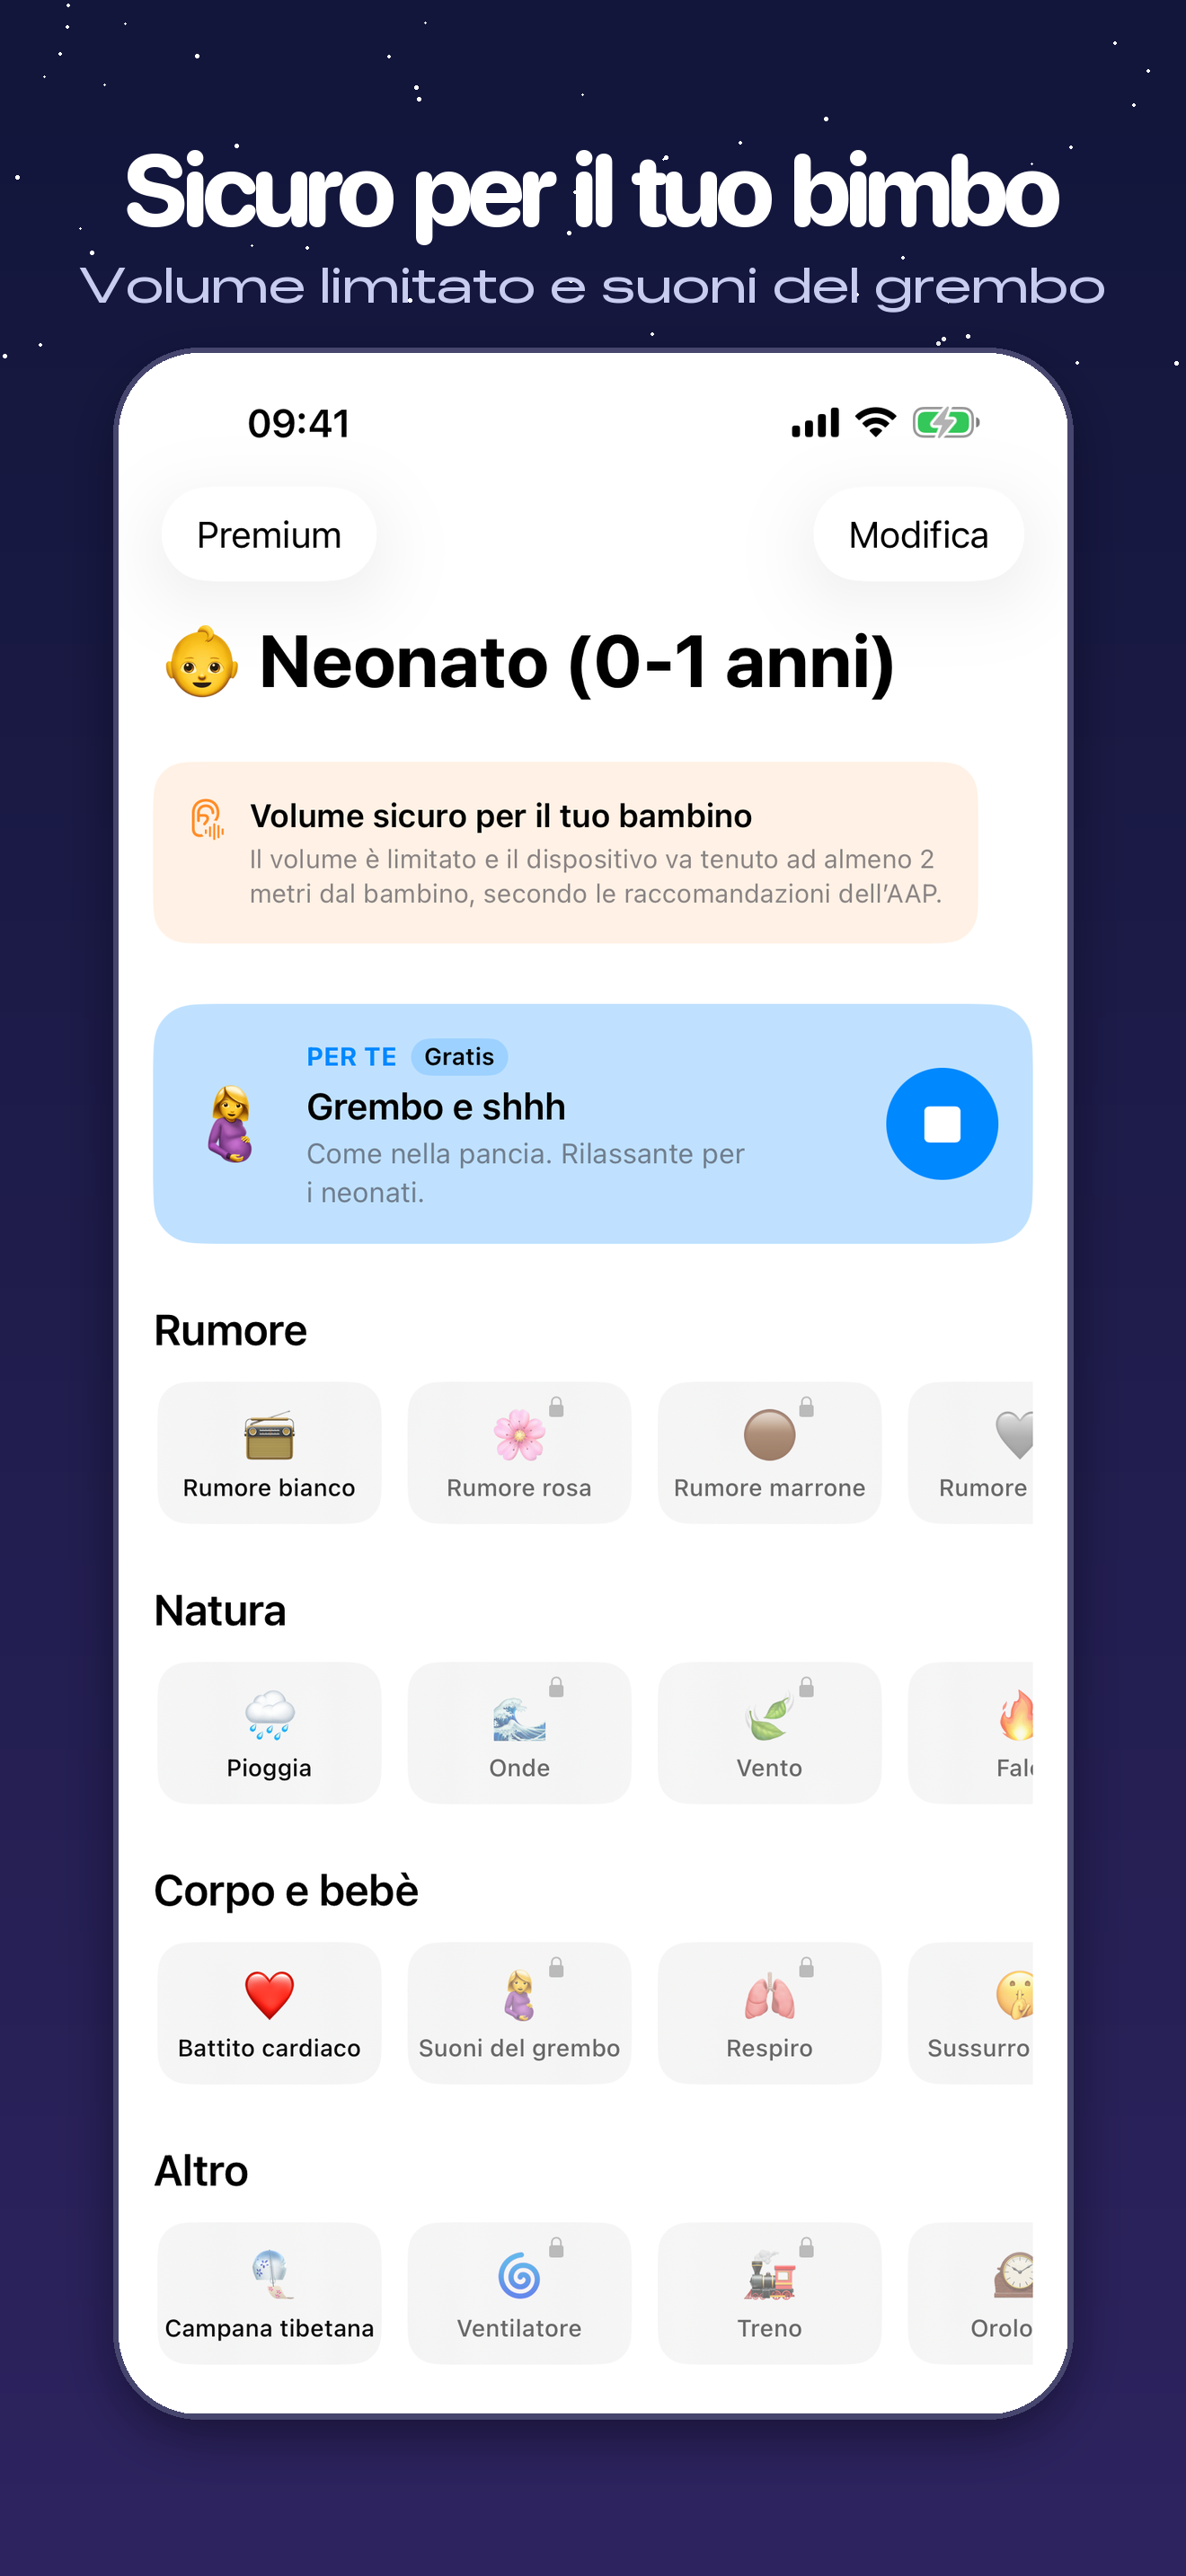 Sicuro per il tuo bimbo
Volume limitato e suoni del grembo
09:41
Premium
Modifica
Neonato (0-1 anni)
Volume sicuro per il tuo bambino
Il volume è limitato e il dispositivo va tenuto ad almeno 2
metri dal bambino, secondo le raccomandazioni dell’AAP.
PER TE Gratis
Grembo e shhh
Come nella pancia. Rilassante per
i neonati.
Rumore
Rumore bianco
Rumore rosa
Rumore marrone
Rumore
Natura
Pioggia
Onde
Vento
Corpo e bebè
Battito cardiaco
Suoni del grembo
Respiro
Sussurro
Altro
Campana tibetana
Ventilatore
Treno
Orolo